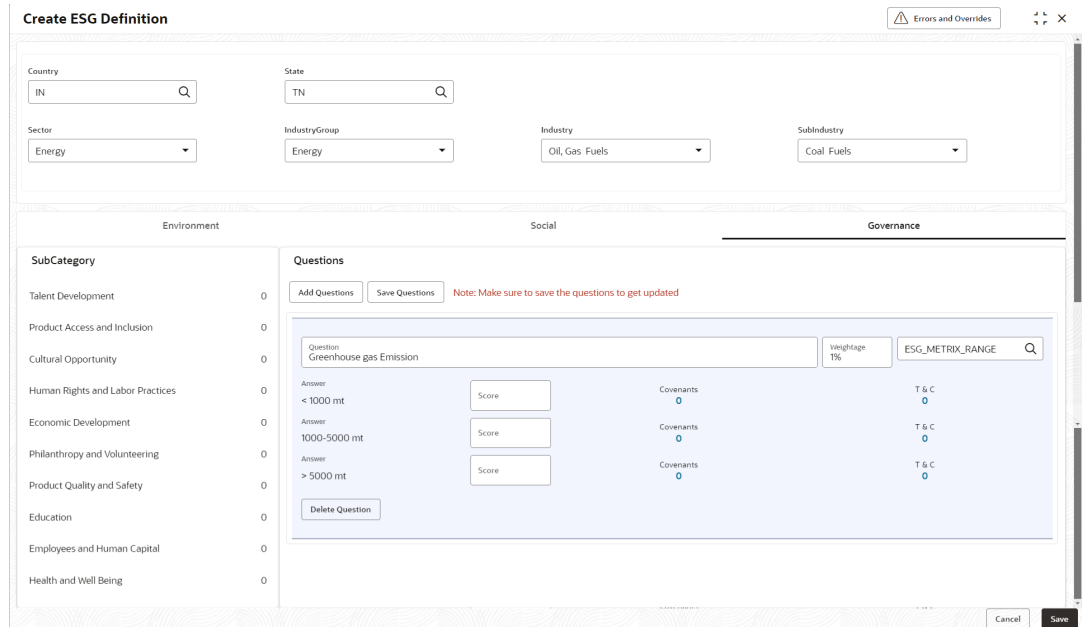 Create ESG Definition
Errors and Overrides
Country
State
IN
TN
Sector
IndustryGroup
Industry
SubIndustry
Energy
Energy
Oil, Gas Fuels
Coal Fuels
Environment
Social
Governance
SubCategory
Talent Development 0
Product Access and Inclusion 0
Cultural Opportunity 0
Human Rights and Labor Practices 0
Economic Development 0
Philanthropy and Volunteering 0
Product Quality and Safety 0
Education 0
Employees and Human Capital 0
Health and Well Being 0
Questions
Add Questions
Save Questions
Note: Make sure to save the questions to get updated
Question
Greenhouse gas Emission
Weightage
1%
ESG_METRIX_RANGE
Answer
< 1000 mt
Score
Covenants
0
T & C
0
Answer
1000-5000 mt
Score
Covenants
0
T & C
0
Answer
> 5000 mt
Score
Covenants
0
T & C
0
Delete Question
Cancel
Save